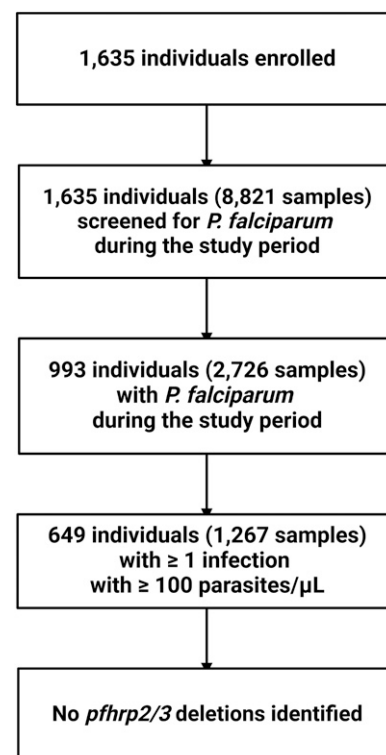 1,635 individuals enrolled
1,635 individuals (8,821 samples)
screened for P. falciparum
during the study period
993 individuals (2,726 samples)
with P. falciparum
during the study period
649 individuals (1,267 samples)
with ≥ 1 infection
with ≥ 100 parasites/μL
No pfhrp2/3 deletions identified